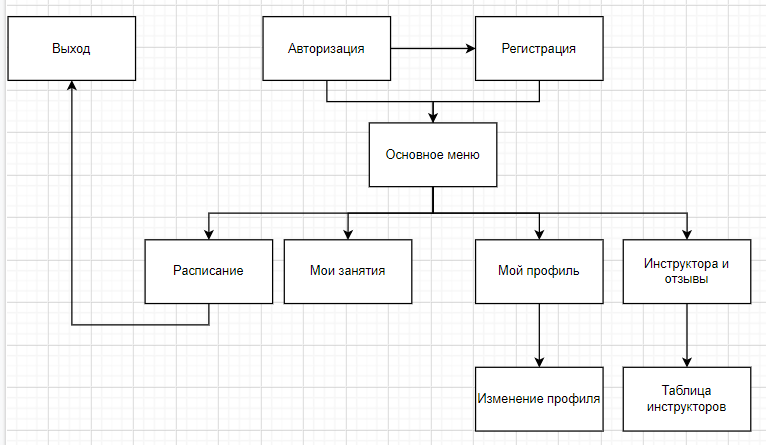 Выход
Авторизация
Регистрация
Основное меню
Расписание
Мои занятия
Мой профиль
Инструктора и
отзывы
Изменение профиля
Таблица
инструкторов